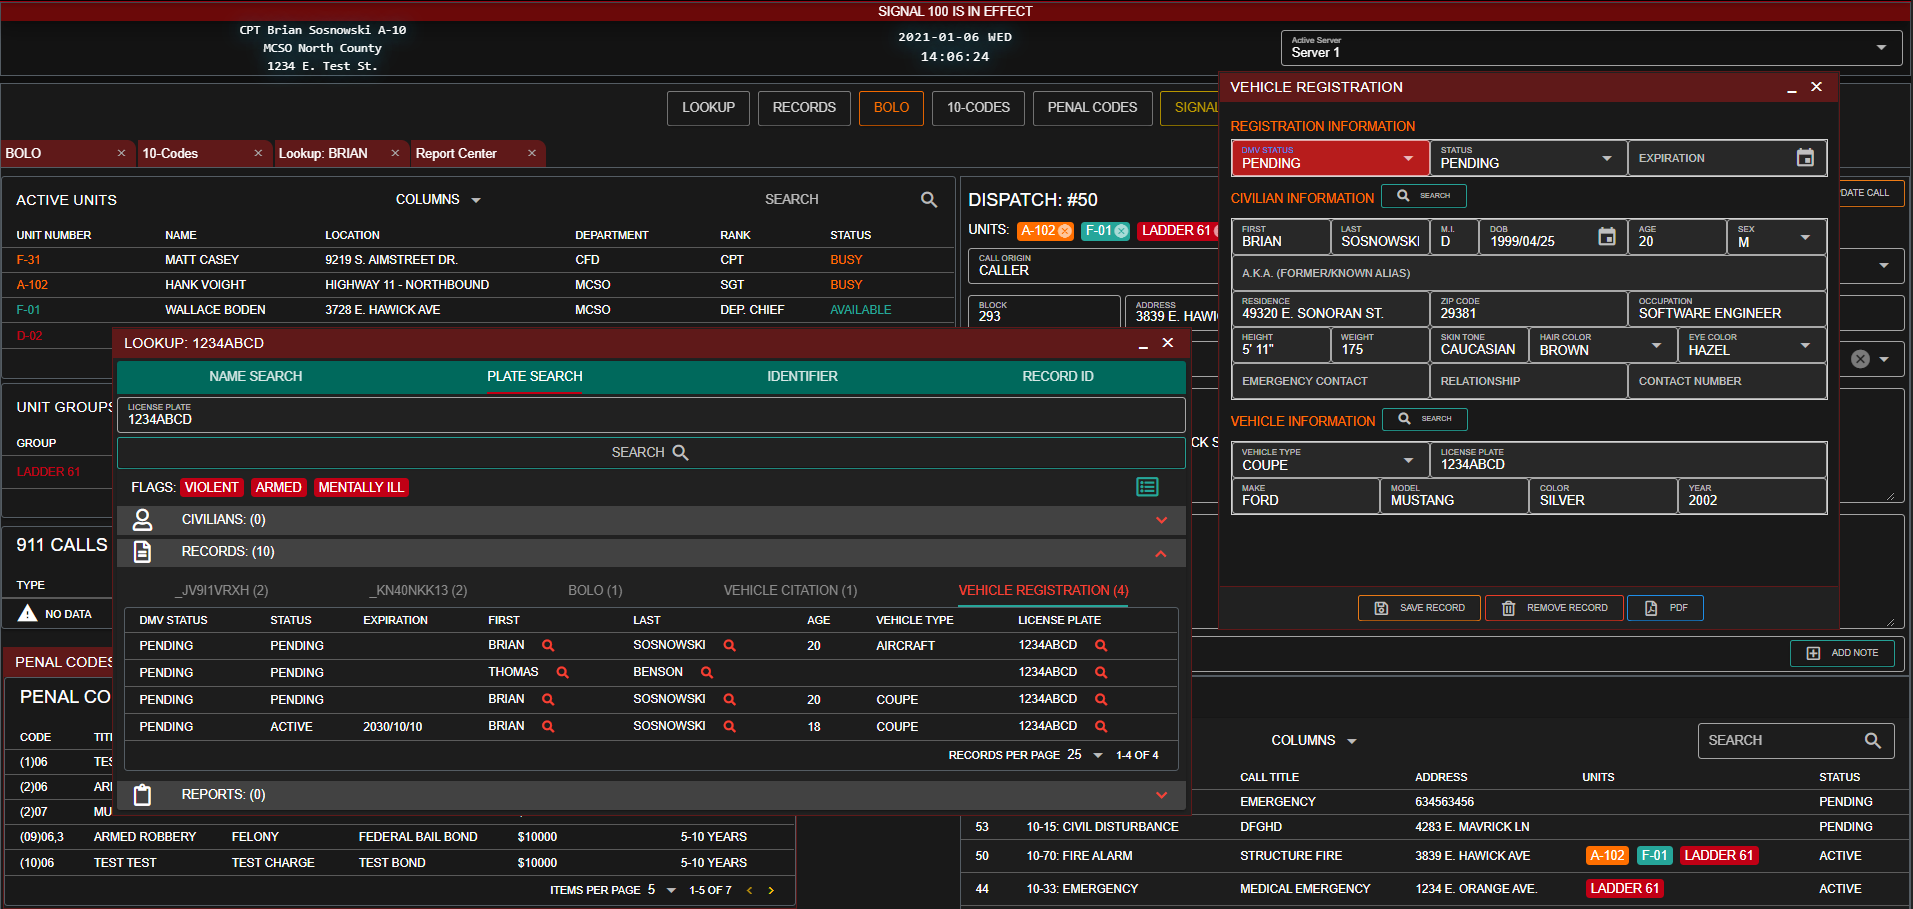 SIGNAL 100 IS IN EFFECT
CPT Brian Sosnowski A-10
MCSO North County
1234 E. Test St.
2021-01-06 WED
14:06:24
Active Server
Server 1
LOOKUP RECORDS BOLO 10-CODES PENAL CODES SIGNAL
BOLO 10-Codes Lookup: BRIAN Report Center
ACTIVE UNITS COLUMNS SEARCH
UNIT NUMBER NAME LOCATION DEPARTMENT RANK STATUS
F-31 MATT CASEY 9219 S. AIMSTREET DR. CFD CPT BUSY
A-102 HANK VOIGHT HIGHWAY 11 - NORTHBOUND MCSO SGT BUSY
F-01 WALLACE BODEN 3728 E. HAWICK AVE MCSO DEP. CHIEF AVAILABLE
D-02
UNIT GROUPS
GROUP
LADDER 61
911 CALLS
TYPE
NO DATA
DISPATCH: #50
UNITS: A-102 F-01 LADDER 61
CALL ORIGIN
CALLER
BLOCK ADDRESS
293 3839 E. HAWIC
CK S
DATE CALL
ADD NOTE
LOOKUP: 1234ABCD
NAME SEARCH PLATE SEARCH IDENTIFIER RECORD ID
LICENSE PLATE
1234ABCD
SEARCH
FLAGS: VIOLENT ARMED MENTALLY ILL
CIVILIANS: (0)
RECORDS: (10)
_JV9I1VRXH (2) _KN40NKK13 (2) BOLO (1) VEHICLE CITATION (1) VEHICLE REGISTRATION (4)
DMV STATUS STATUS EXPIRATION FIRST LAST AGE VEHICLE TYPE LICENSE PLATE
PENDING PENDING BRIAN SOSNOWSKI 20 AIRCRAFT 1234ABCD
PENDING PENDING THOMAS BENSON 1234ABCD
PENDING PENDING BRIAN SOSNOWSKI 20 COUPE 1234ABCD
PENDING ACTIVE 2030/10/10 BRIAN SOSNOWSKI 18 COUPE 1234ABCD
RECORDS PER PAGE 25 1-4 OF 4
REPORTS: (0)
VEHICLE REGISTRATION
REGISTRATION INFORMATION
DMV STATUS STATUS
PENDING PENDING EXPIRATION
CIVILIAN INFORMATION SEARCH
FIRST LAST M.I. DOB AGE SEX
BRIAN SOSNOWSKI D 1999/04/25 20 M
A.K.A. (FORMER/KNOWN ALIAS)
RESIDENCE ZIP CODE OCCUPATION
49320 E. SONORAN ST. 29381 SOFTWARE ENGINEER
HEIGHT WEIGHT SKIN TONE HAIR COLOR EYE COLOR
5' 11" 175 CAUCASIAN BROWN HAZEL
EMERGENCY CONTACT RELATIONSHIP CONTACT NUMBER
VEHICLE INFORMATION SEARCH
VEHICLE TYPE LICENSE PLATE
COUPE 1234ABCD
MAKE MODEL COLOR YEAR
FORD MUSTANG SILVER 2002
SAVE RECORD REMOVE RECORD PDF
PENAL CODES
PENAL CO
CODE TIT
(1)06 TES
(2)06 AR
(2)07 MU
(09)06,3 ARMED ROBBERY FELONY FEDERAL BAIL BOND $10000 5-10 YEARS
(10)06 TEST TEST TEST CHARGE TEST BOND $10000 5-10 YEARS
ITEMS PER PAGE 5 1-5 OF 7
COLUMNS SEARCH
CALL TITLE ADDRESS UNITS STATUS
EMERGENCY 634563456 PENDING
53 10-15: CIVIL DISTURBANCE DFGHD 4283 E. MAVRICK LN PENDING
50 10-70: FIRE ALARM STRUCTURE FIRE 3839 E. HAWICK AVE A-102 F-01 LADDER 61 ACTIVE
44 10-33: EMERGENCY MEDICAL EMERGENCY 1234 E. ORANGE AVE. LADDER 61 ACTIVE